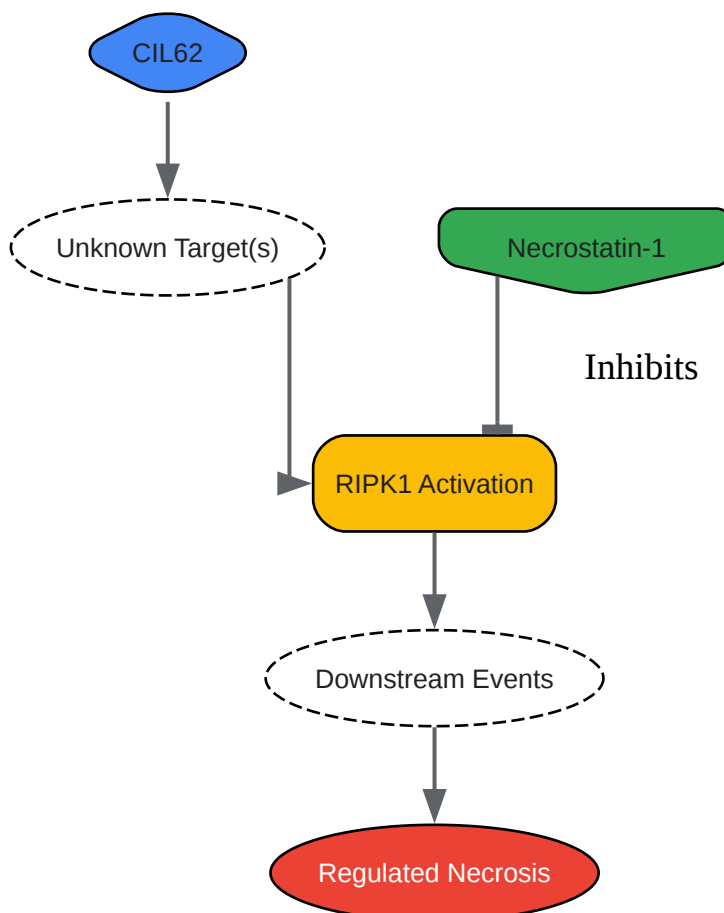 CIL62
Unknown Target(s)
Necrostatin-1
Inhibits
RIPK1 Activation
Downstream Events
Regulated Necrosis